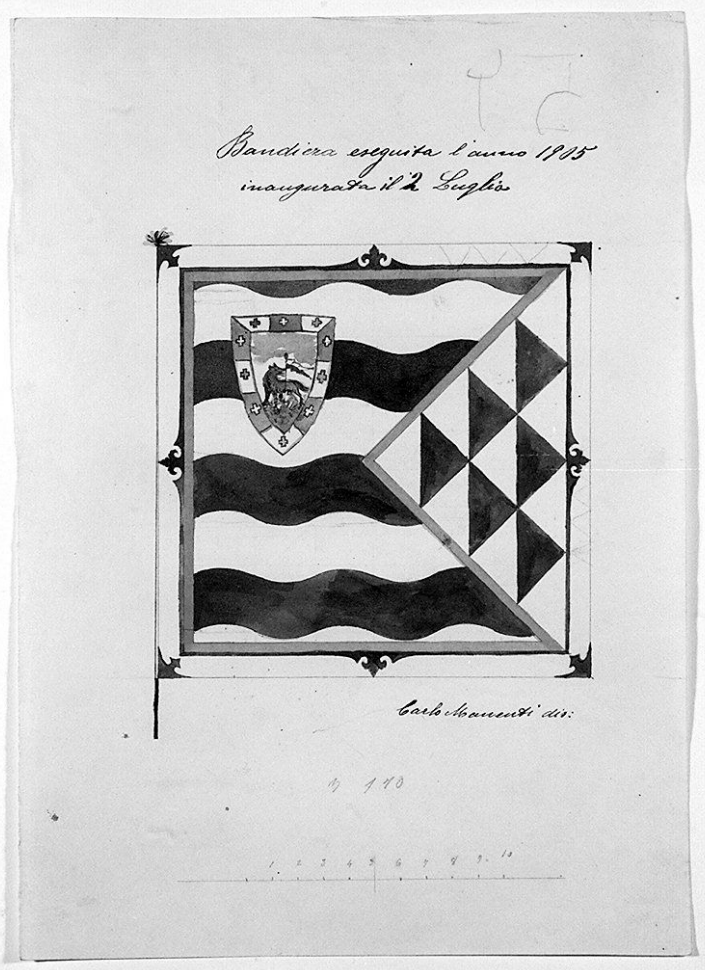 Bandiera eseguita l'anno 1905
inaugurata il 2 Luglio
Carlo Manenti dis:
170
1 2 3 4 5 6 7 8 9 10